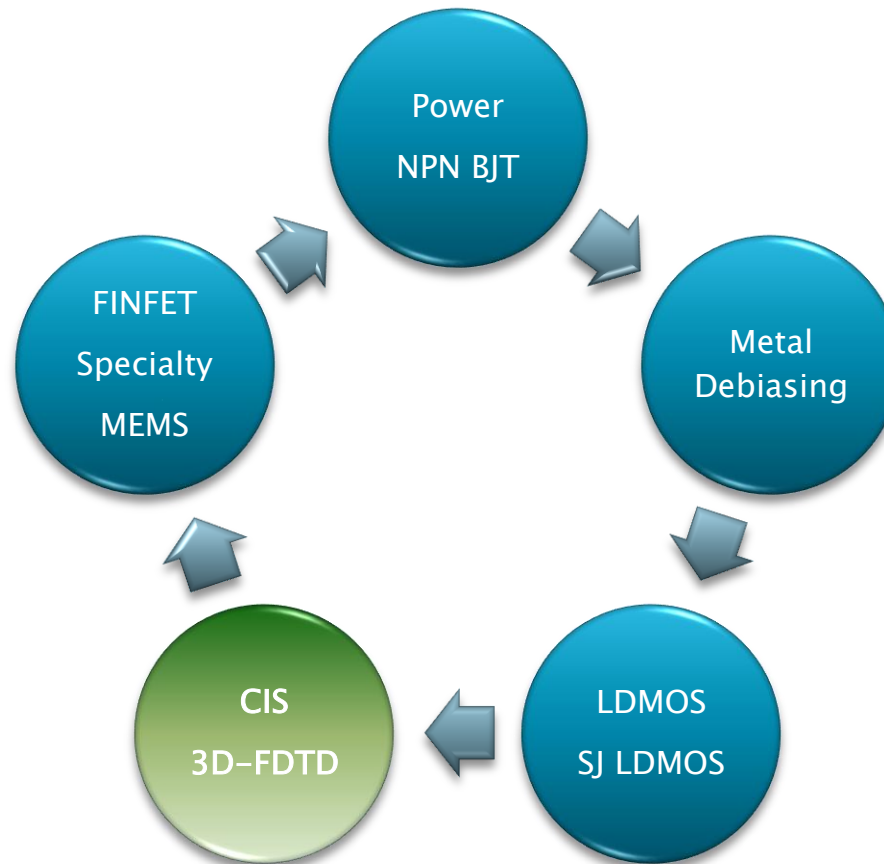 Power
NPN BJT
Metal
Debiasing
LDMOS
SJ LDMOS
CIS
3D-FDTD
FINFET
Specialty
MEMS